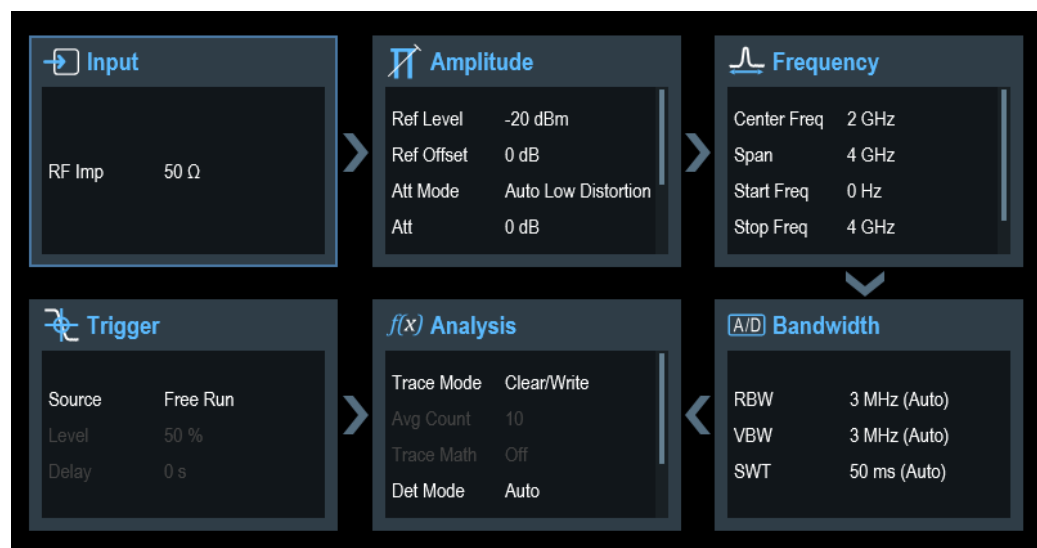 Input
RF Imp 50 Ω
Amplitude
Ref Level -20 dBm
Ref Offset 0 dB
Att Mode Auto Low Distortion
Att 0 dB
Frequency
Center Freq 2 GHz
Span 4 GHz
Start Freq 0 Hz
Stop Freq 4 GHz
Trigger
Source Free Run
Level 50 %
Delay 0 s
f(x) Analysis
Trace Mode Clear/Write
Avg Count 10
Trace Math Off
Det Mode Auto
A/D Bandwidth
RBW 3 MHz (Auto)
VBW 3 MHz (Auto)
SWT 50 ms (Auto)